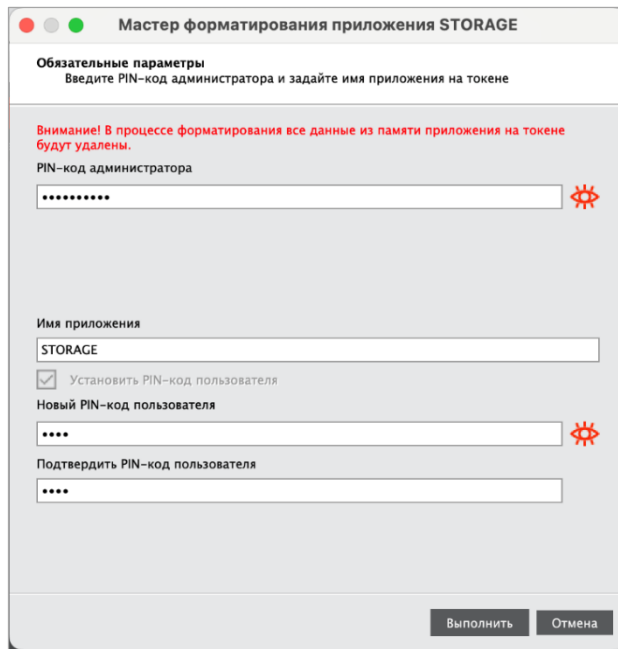 Мастер форматирования приложения STORAGE
Обязательные параметры
Введите PIN-код администратора и задайте имя приложения на токене
Внимание! В процессе форматирования все данные из памяти приложения на токене
будут удалены.
PIN-код администратора
••••••••••
Имя приложения
STORAGE
Установить PIN-код пользователя
Новый PIN-код пользователя
••••
Подтвердить PIN-код пользователя
••••
Выполнить Отмена